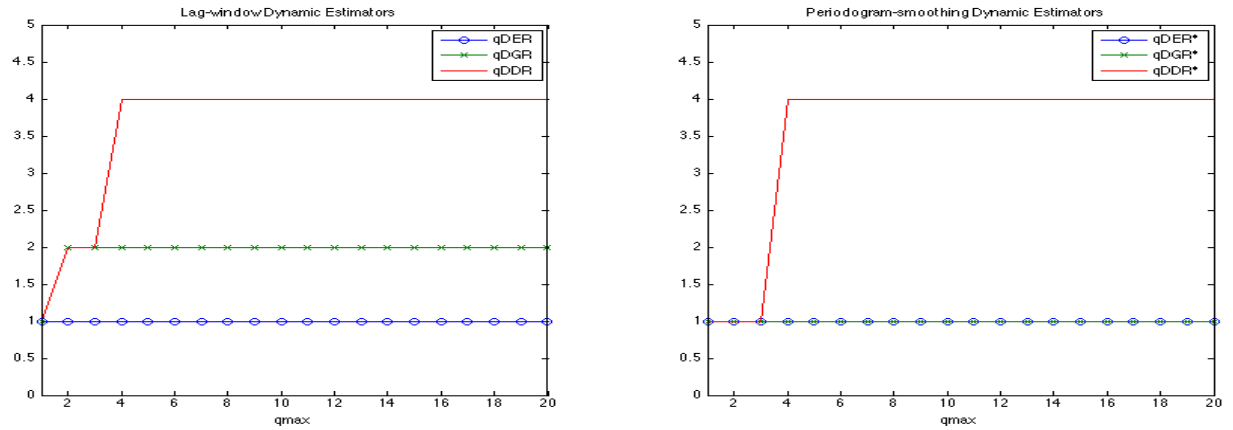 Lag-window Dynamic Estimators
5
4.5
4
3.5
3
2.5
2
1.5
1
0.5
0
qDER
qDGR
qDDR
2 4 6 8 10 12 14 16 18 20
qmax
Periodogram-smoothing Dynamic Estimators
5
4.5
4
3.5
3
2.5
2
1.5
1
0.5
0
qDER*
qDGR*
qDDR*
2 4 6 8 10 12 14 16 18 20
qmax